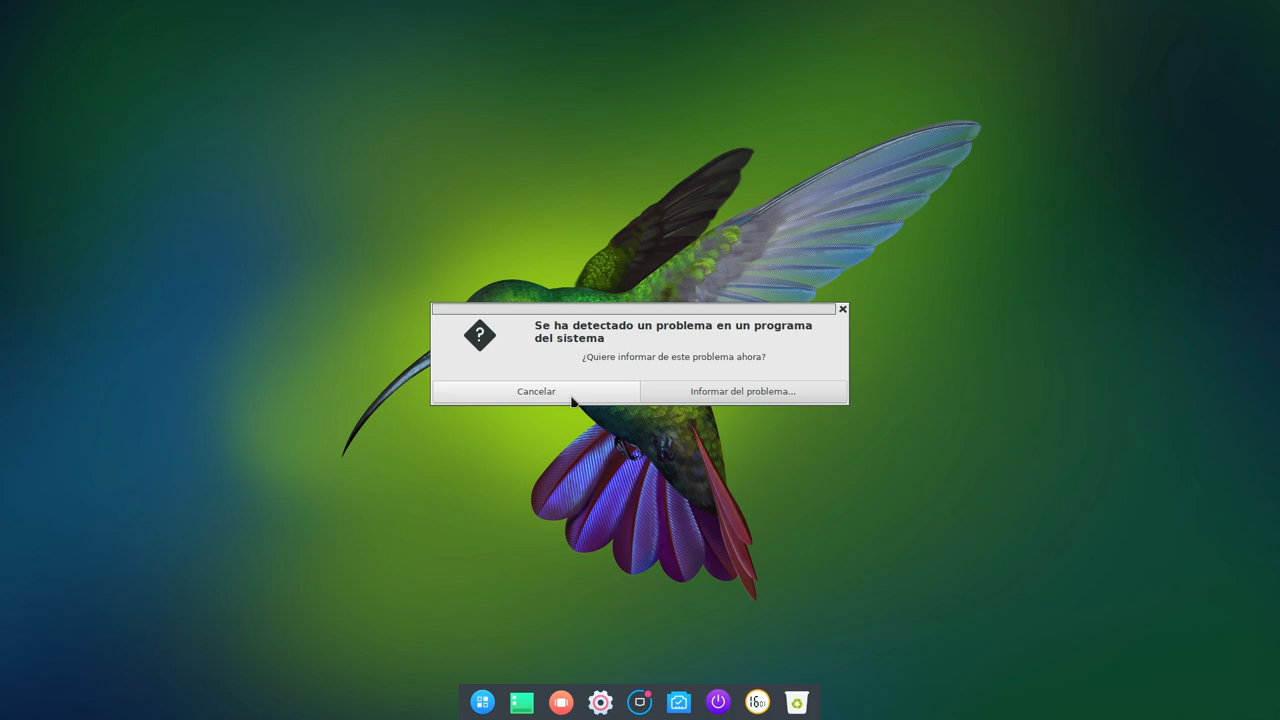 Se ha detectado un problema en un programa
del sistema
¿Quiere informar de este problema ahora?
Cancelar
Informar del problema...